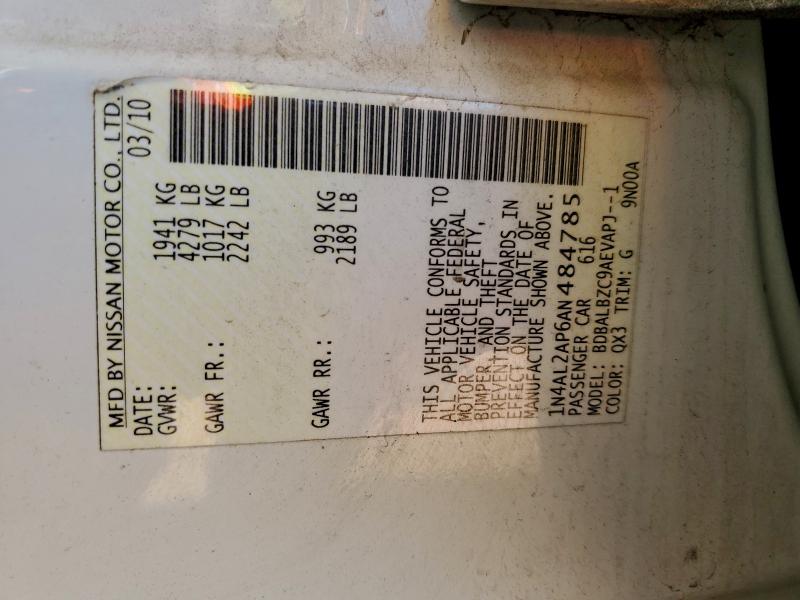 MFD BY NISSAN MOTOR CO., LTD.
DATE: 03/10
GVWR: 1941 KG
4279 LB
GAWR FR.: 1017 KG
2242 LB
GAWR RR.: 993 KG
2189 LB
THIS VEHICLE CONFORMS TO
ALL APPLICABLE FEDERAL
MOTOR VEHICLE SAFETY,
BUMPER, AND THEFT
PREVENTION STANDARDS IN
EFFECT ON THE DATE OF
MANUFACTURE SHOWN ABOVE.
1N4AL2AP6AN484785
PASSENGER CAR 616
MODEL: BDBALBZC9AEVAPJ--1
COLOR: QX3 TRIM: G 9N00A